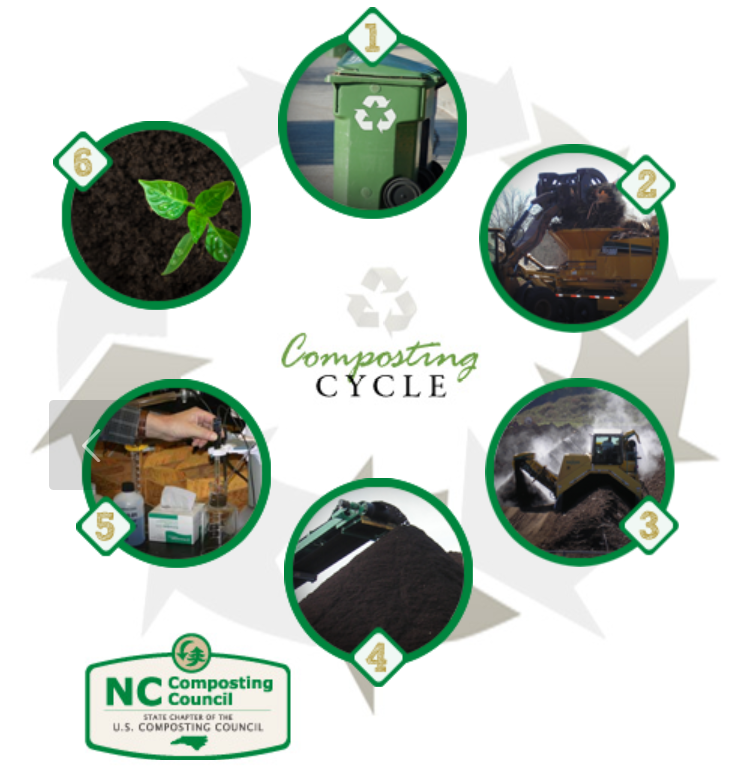 1
2
3
4
5
6
Composting
CYCLE
NC Composting
Council
STATE CHAPTER OF THE
U.S. COMPOSTING COUNCIL